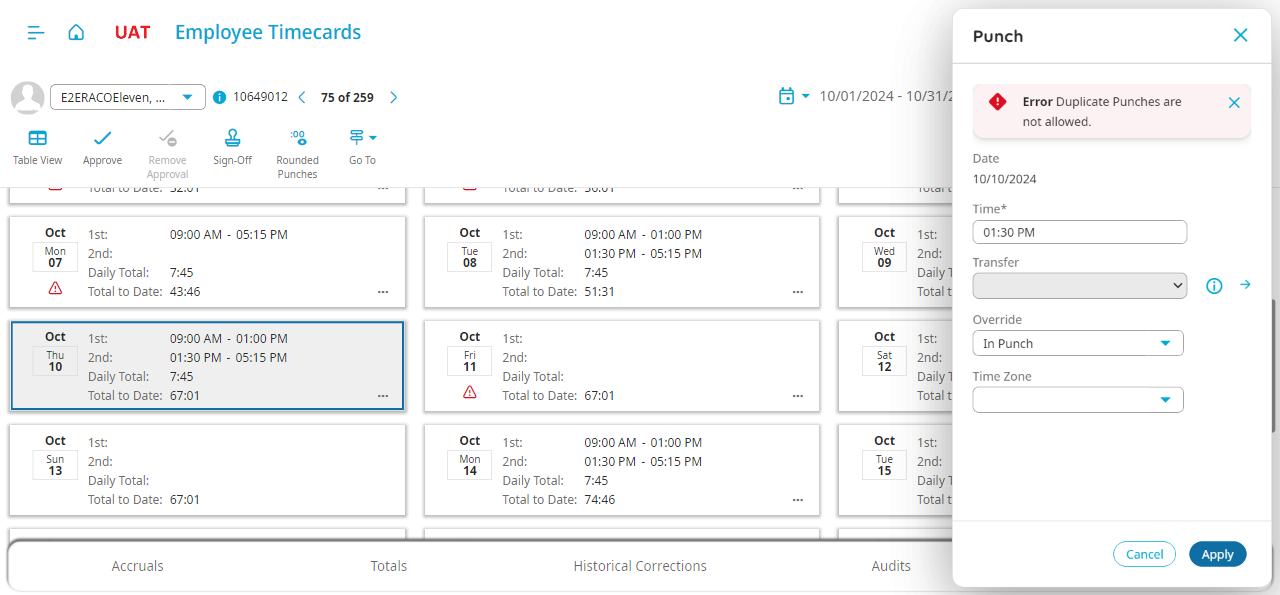 UAT Employee Timecards
E2ERACOEleven, ... 10649012 75 of 259
10/01/2024 - 10/31/2
Table View
Approve
Remove Approval
Sign-Off
Rounded Punches
Go To
Total to Date: 32:01 ...
Total to Date: ...
Oct
Mon
07
1st: 09:00 AM - 05:15 PM
2nd:
Daily Total: 7:45
Total to Date: 43:46 ...
Oct
Tue
08
1st: 09:00 AM - 01:00 PM
2nd: 01:30 PM - 05:15 PM
Daily Total: 7:45
Total to Date: 51:31 ...
Oct
Wed
09
1st:
2nd:
Daily T
Total t
Oct
Thu
10
1st: 09:00 AM - 01:00 PM
2nd: 01:30 PM - 05:15 PM
Daily Total: 7:45
Total to Date: 67:01 ...
Oct
Fri
11
1st:
2nd:
Daily Total:
Total to Date: 67:01 ...
Oct
Sat
12
1st:
2nd:
Daily T
Total t
Oct
Sun
13
1st:
2nd:
Daily Total:
Total to Date: 67:01
Oct
Mon
14
1st: 09:00 AM - 01:00 PM
2nd: 01:30 PM - 05:15 PM
Daily Total: 7:45
Total to Date: 74:46 ...
Oct
Tue
15
1st:
2nd:
Daily T
Total t
Accruals
Totals
Historical Corrections
Audits
Punch
Error Duplicate Punches are
not allowed.
Date
10/10/2024
Time*
01:30 PM
Transfer
Override
In Punch
Time Zone
Cancel
Apply